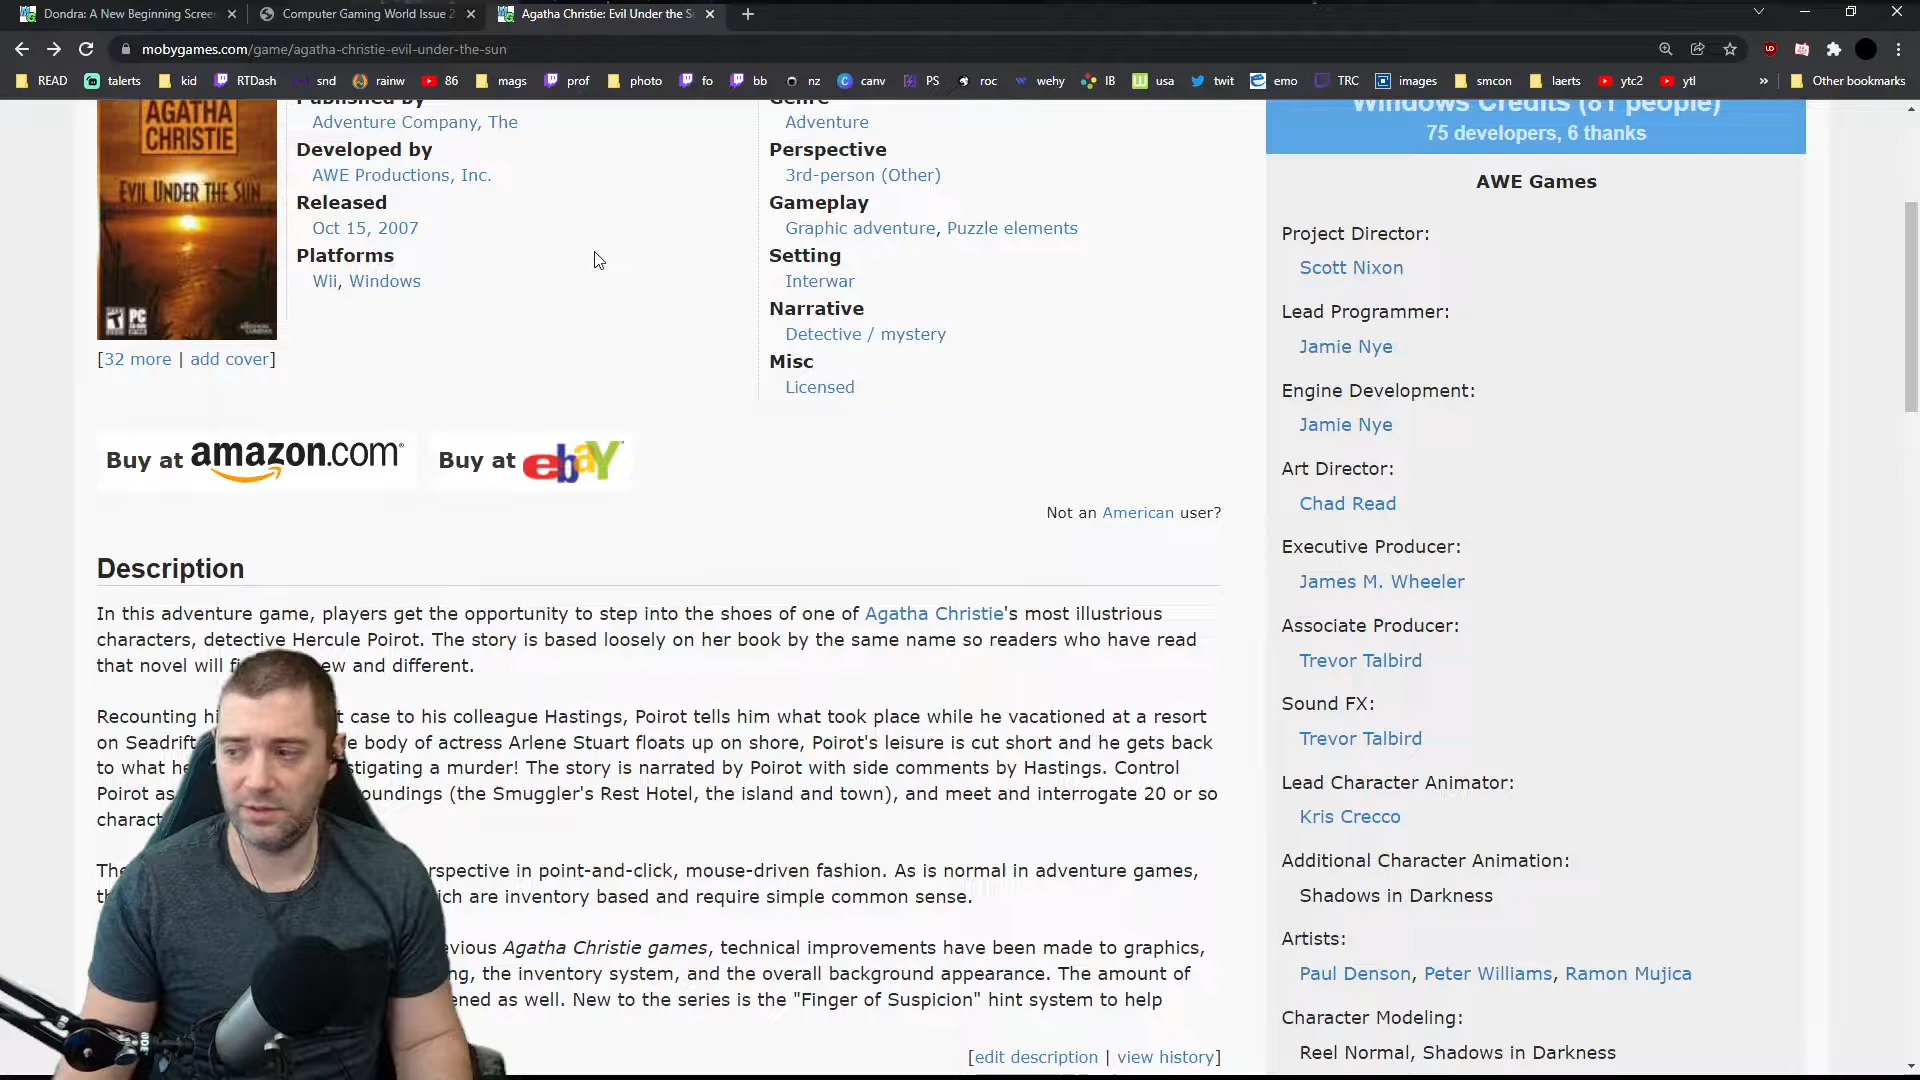 Dondra: A New Beginning Scree
Computer Gaming World Issue 2
Agatha Christie: Evil Under the S
mobygames.com/game/agatha-christie-evil-under-the-sun
READ talerts kid RTDash snd rainw 86 mags prof photo fo bb nz canv PS roc wehy IB usa twit emo TRC images smcon laerts ytc2 ytl » Other bookmarks
Published by
Adventure Company, The
Developed by
AWE Productions, Inc.
Released
Oct 15, 2007
Platforms
Wii, Windows
AGATHA
CHRISTIE
EVIL UNDER THE SUN
T PC
[32 more | add cover]
Genre
Adventure
Perspective
3rd-person (Other)
Gameplay
Graphic adventure, Puzzle elements
Setting
Interwar
Narrative
Detective / mystery
Misc
Licensed
Buy at amazon.com
Buy at ebaY
Not an American user?
Description
In this adventure game, players get the opportunity to step into the shoes of one of Agatha Christie's most illustrious
characters, detective Hercule Poirot. The story is based loosely on her book by the same name so readers who have read
that novel will fi ew and different.
Recounting hi t case to his colleague Hastings, Poirot tells him what took place while he vacationed at a resort
on Seadrift e body of actress Arlene Stuart floats up on shore, Poirot's leisure is cut short and he gets back
to what he stigating a murder! The story is narrated by Poirot with side comments by Hastings. Control
Poirot as oundings (the Smuggler's Rest Hotel, the island and town), and meet and interrogate 20 or so
charact
The rspective in point-and-click, mouse-driven fashion. As is normal in adventure games,
th ich are inventory based and require simple common sense.
evious Agatha Christie games, technical improvements have been made to graphics,
ng, the inventory system, and the overall background appearance. The amount of
ened as well. New to the series is the "Finger of Suspicion" hint system to help
[edit description | view history]
Windows Credits (81 people)
75 developers, 6 thanks
AWE Games
Project Director:
Scott Nixon
Lead Programmer:
Jamie Nye
Engine Development:
Jamie Nye
Art Director:
Chad Read
Executive Producer:
James M. Wheeler
Associate Producer:
Trevor Talbird
Sound FX:
Trevor Talbird
Lead Character Animator:
Kris Crecco
Additional Character Animation:
Shadows in Darkness
Artists:
Paul Denson, Peter Williams, Ramon Mujica
Character Modeling:
Reel Normal, Shadows in Darkness